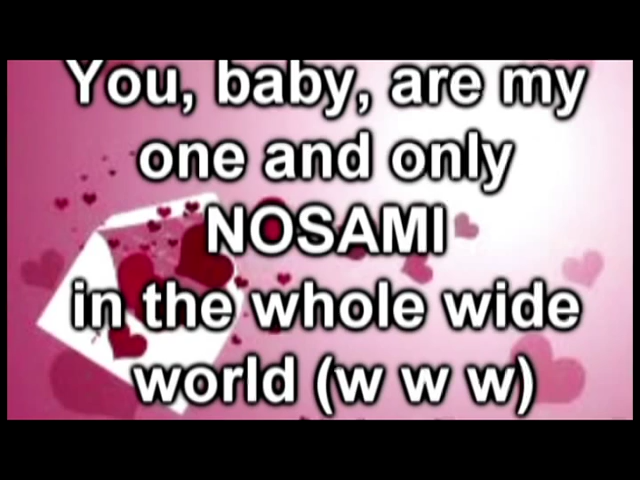 You, baby, are my
one and only
NOSAMI
in the whole wide
world (w w w)